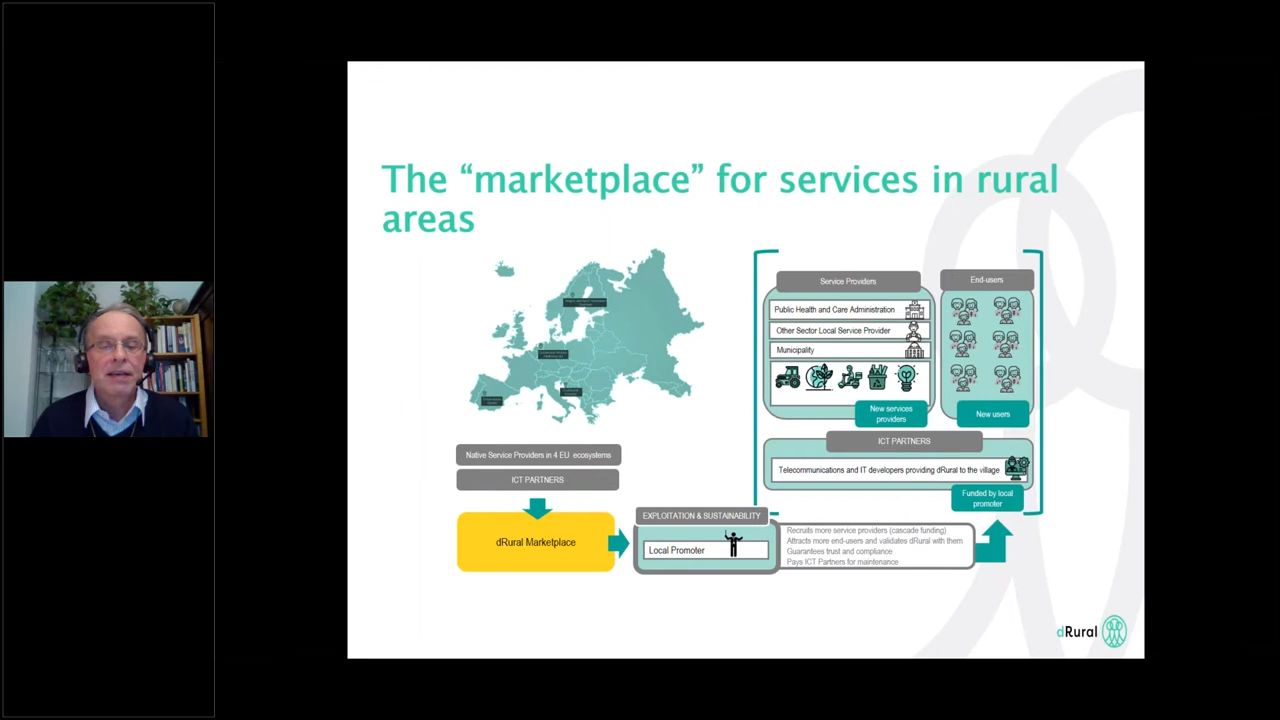 The “marketplace” for services in rural
areas
Service Providers
Public Health and Care Administration
Other Sector Local Service Provider
Municipality
New services
providers
End-users
New users
ICT PARTNERS
Telecommunications and IT developers providing dRural to the village
Funded by local
promoter
Native Service Providers in 4 EU ecosystems
ICT PARTNERS
dRural Marketplace
EXPLOITATION & SUSTAINABILITY
Local Promoter
Recruits more service providers (cascade funding)
Attracts more end-users and validates dRural with them
Guarantees trust and compliance
Pays ICT Partners for maintenance
dRural